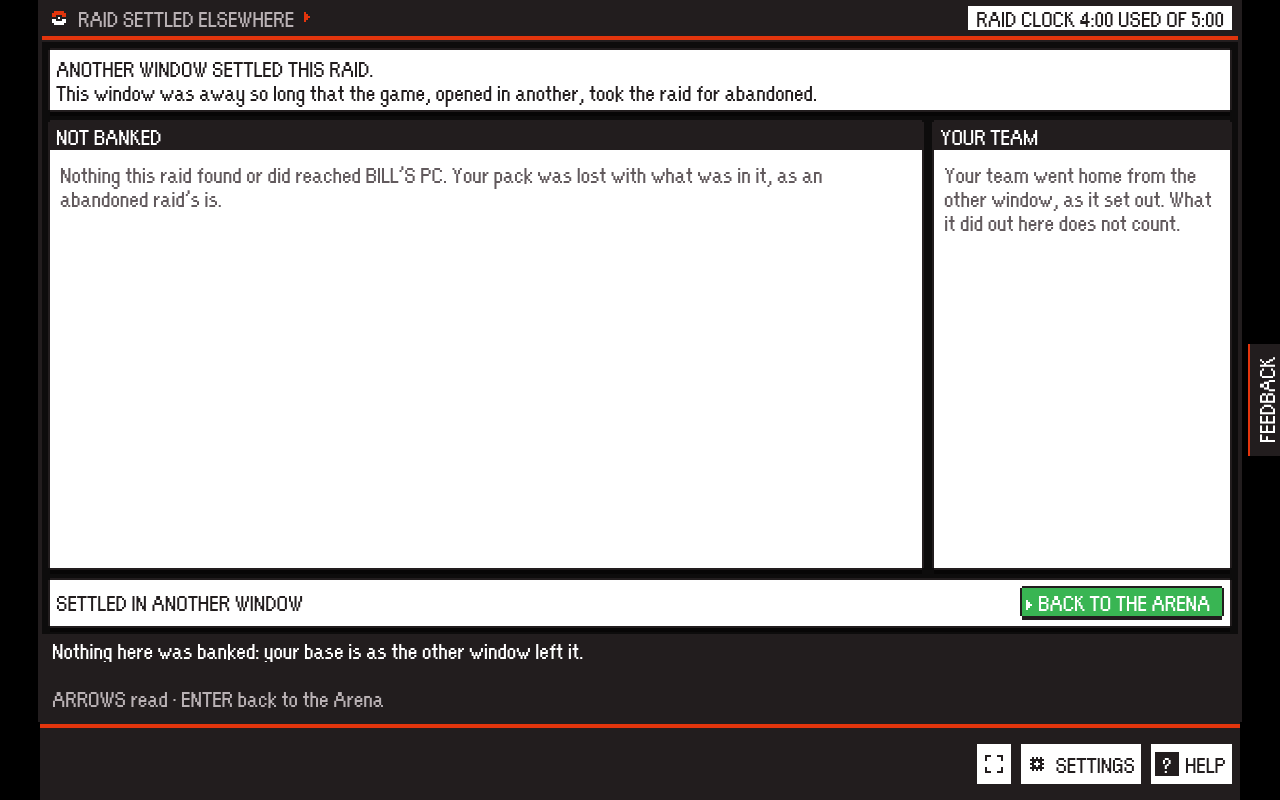 RAID SETTLED ELSEWHERE
RAID CLOCK 4:00 USED OF 5:00
ANOTHER WINDOW SETTLED THIS RAID.
This window was away so long that the game, opened in another, took the raid for abandoned.
NOT BANKED
Nothing this raid found or did reached BILL'S PC. Your pack was lost with what was in it, as an
abandoned raid's is.
YOUR TEAM
Your team went home from the
other window, as it set out. What
it did out here does not count.
FEEDBACK
SETTLED IN ANOTHER WINDOW
BACK TO THE ARENA
Nothing here was banked: your base is as the other window left it.
ARROWS read · ENTER back to the Arena
SETTINGS
? HELP